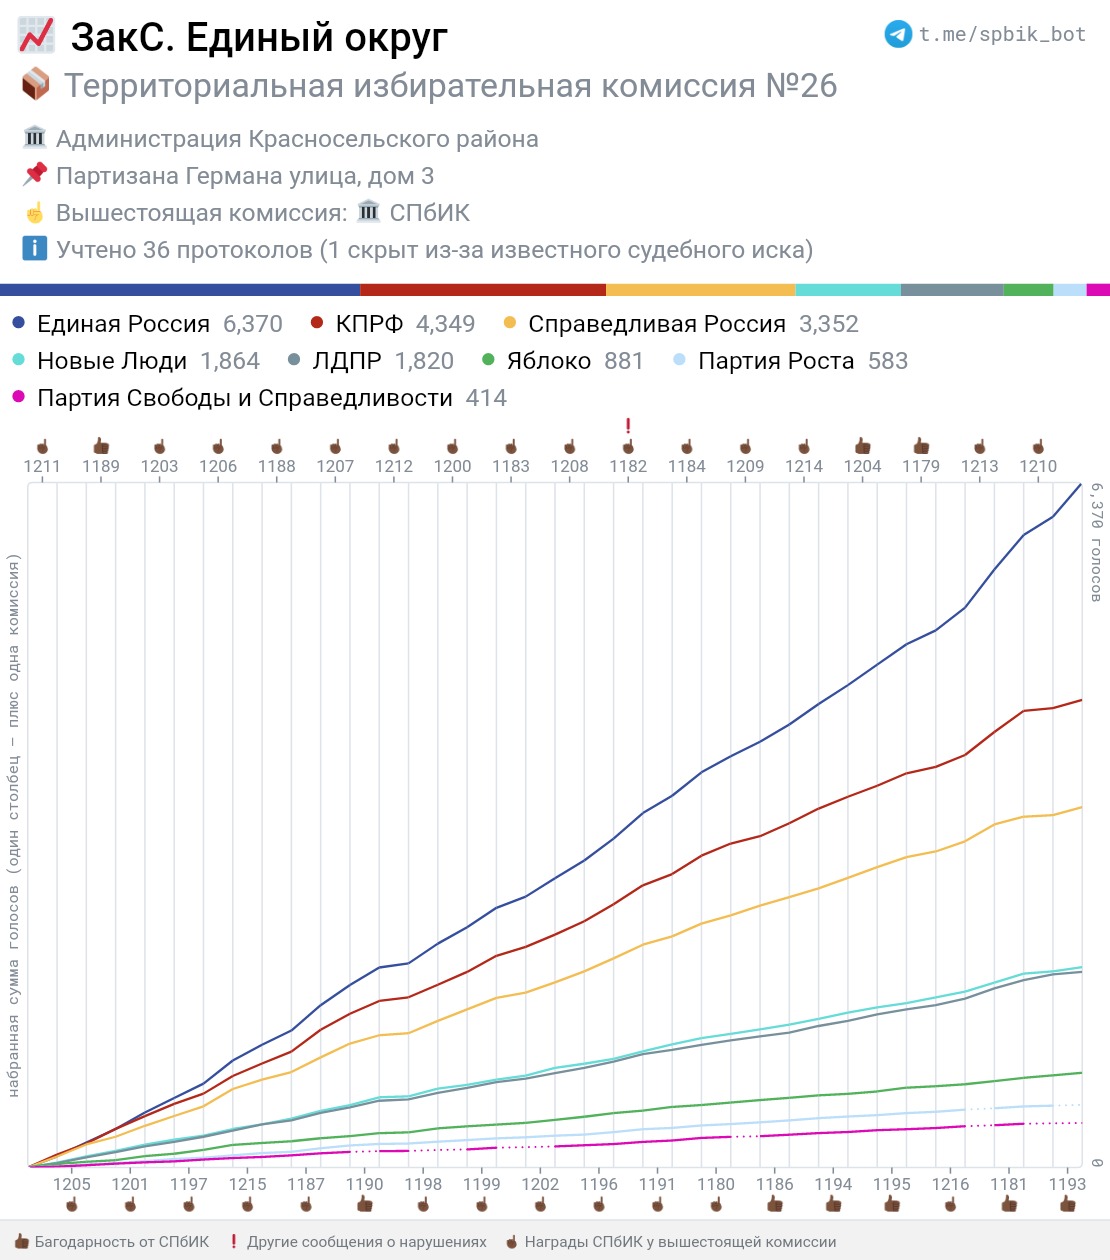 ЗакС. Единый округ
t.me/spbik_bot
Территориальная избирательная комиссия №26
Администрация Красносельского района
Партизана Германа улица, дом 3
Вышестоящая комиссия: СПбИК
Учтено 36 протоколов (1 скрыт из-за известного судебного иска)
Единая Россия 6,370 КПРФ 4,349 Справедливая Россия 3,352
Новые Люди 1,864 ЛДПР 1,820 Яблоко 881 Партия Роста 583
Партия Свободы и Справедливости 414
1211 1189 1203 1206 1188 1207 1212 1200 1183 1208 1182 1184 1209 1214 1204 1179 1213 1210
6,370 голосов
набранная сумма голосов (один столбец – плюс одна комиссия)
0
1205 1201 1197 1215 1187 1190 1198 1199 1202 1196 1191 1180 1186 1194 1195 1216 1181 1193
Багодарность от СПбИК Другие сообщения о нарушениях Награды СПбИК у вышестоящей комиссии